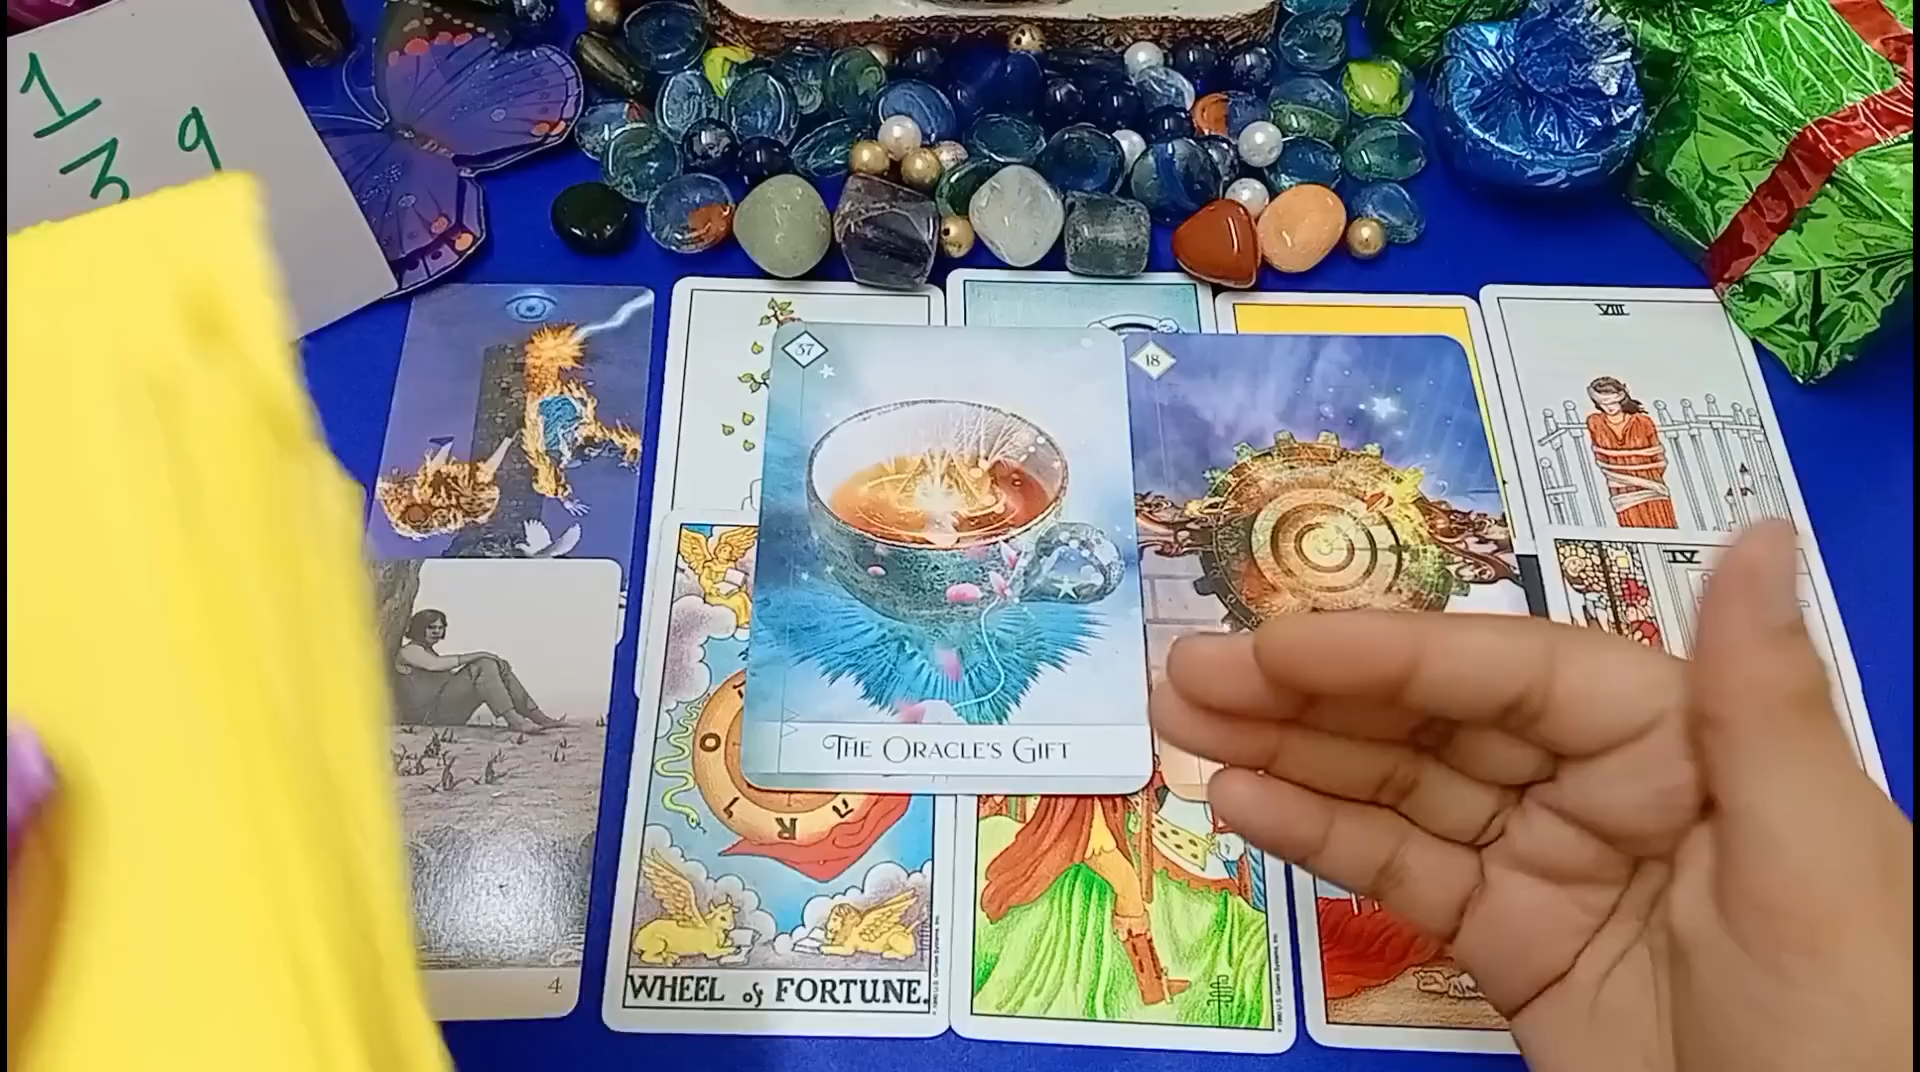 1
3 9
VIII
37
18
IV
THE ORACLE'S GIFT
O
R
4
WHEEL of FORTUNE.